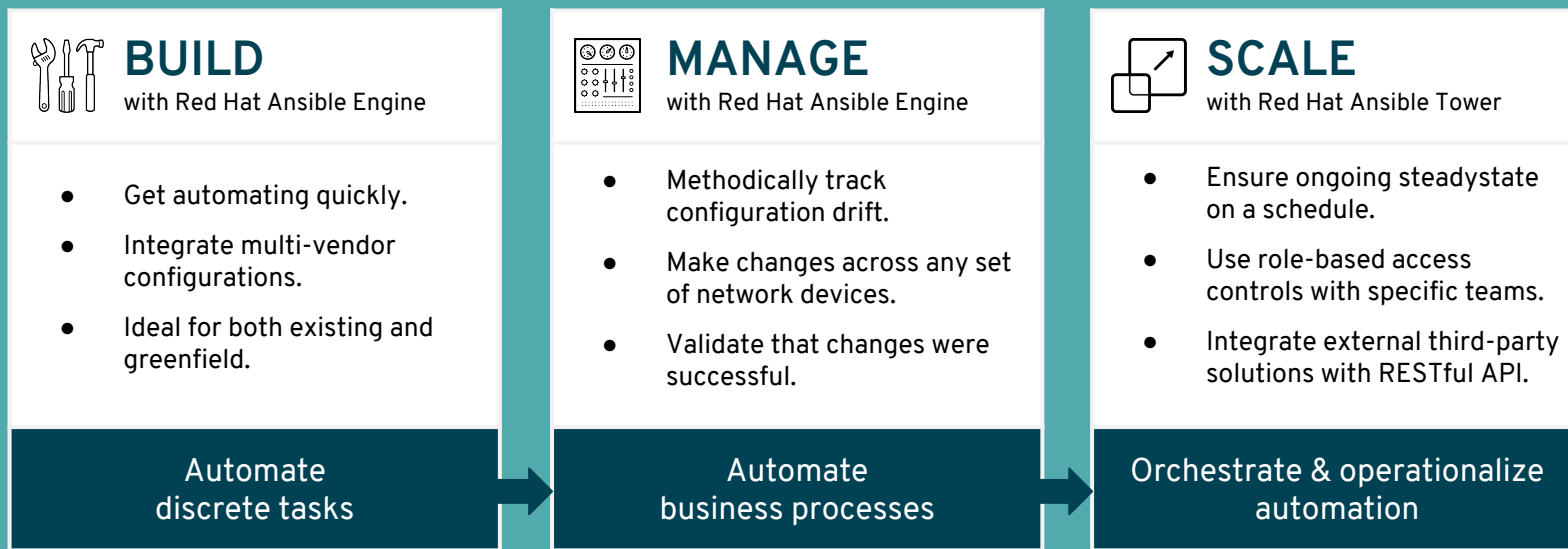 BUILD
with Red Hat Ansible Engine
● Get automating quickly.
● Integrate multi-vendor
configurations.
● Ideal for both existing and
greenfield.
Automate
discrete tasks
MANAGE
with Red Hat Ansible Engine
● Methodically track
configuration drift.
● Make changes across any set
of network devices.
● Validate that changes were
successful.
Automate
business processes
SCALE
with Red Hat Ansible Tower
● Ensure ongoing steadystate
on a schedule.
● Use role-based access
controls with specific teams.
● Integrate external third-party
solutions with RESTful API.
Orchestrate & operationalize
automation